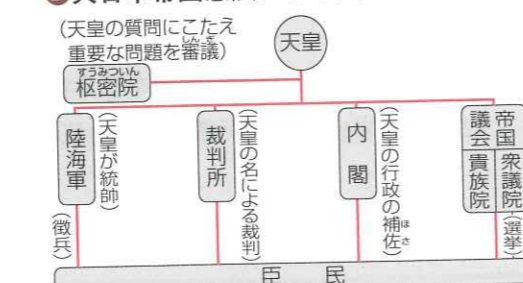 (天皇の質問にこたえ
重要な問題を審議)
しんぎ
天皇
すうみついん
枢密院
陸海軍
(天皇が統帥)
(徴兵)
裁判所
(天皇の名による裁判)
内閣
(天皇の行政の補佐)
ほさ
帝国議会
衆議院
貴族院
(選挙)
臣民